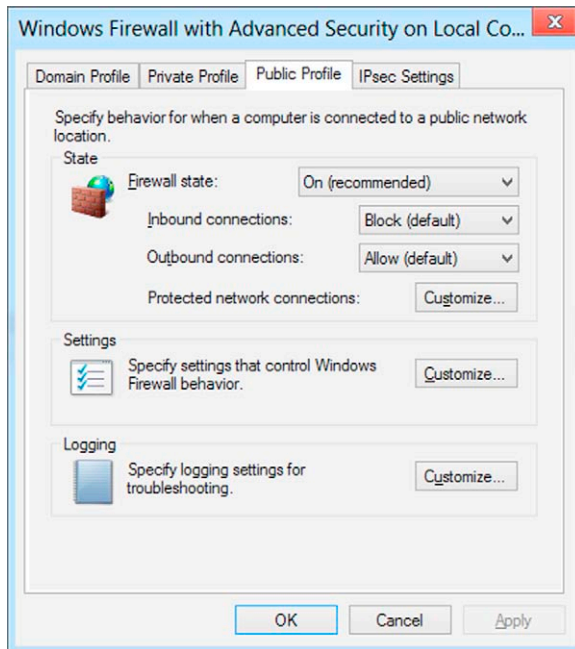 Windows Firewall with Advanced Security on Local Co...
Domain Profile Private Profile Public Profile IPsec Settings
Specify behavior for when a computer is connected to a public network
location.
State
Firewall state: On (recommended)
Inbound connections: Block (default)
Outbound connections: Allow (default)
Protected network connections: Customize...
Settings
Specify settings that control Windows
Firewall behavior.
Customize...
Logging
Specify logging settings for
troubleshooting.
Customize...
OK Cancel Apply